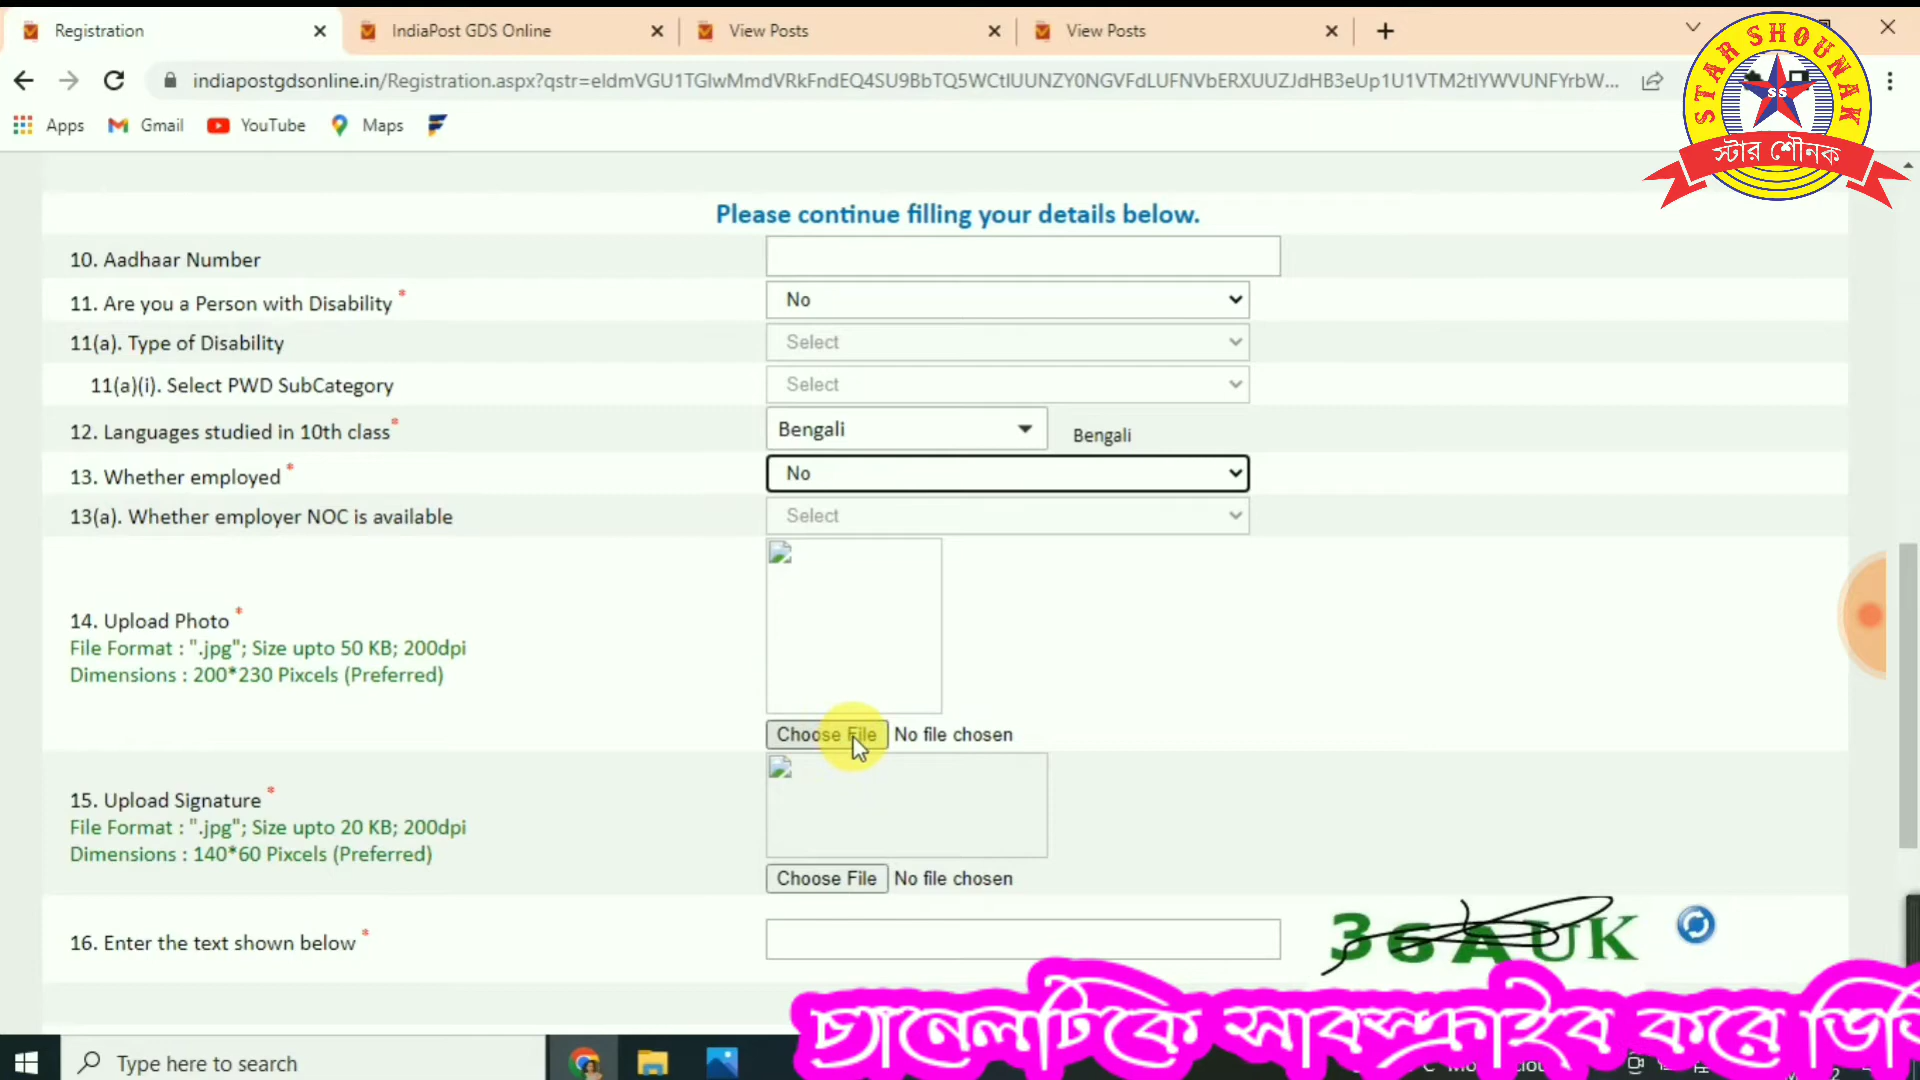 Registration
IndiaPost GDS Online
View Posts
View Posts
indiapostgdsonline.in/Registration.aspx?qstr=eldmVGU1TGlwMmdVRkFndEQ4SU9BbTQ5WCtlUUNZY0NGVFdLUFNVbERXUUZJdHB3eUp1U1VTM2tlYWVUNFYrbW...
Apps
Gmail
YouTube
Maps
STAR SHOUNAK
SS
স্টার শৌনক
Please continue filling your details below.
10. Aadhaar Number
11. Are you a Person with Disability *
No
11(a). Type of Disability
Select
11(a)(i). Select PWD SubCategory
Select
12. Languages studied in 10th class*
Bengali
Bengali
13. Whether employed *
No
13(a). Whether employer NOC is available
Select
14. Upload Photo *
File Format : ".jpg"; Size upto 50 KB; 200dpi
Dimensions : 200*230 Pixcels (Preferred)
Choose File No file chosen
15. Upload Signature *
File Format : ".jpg"; Size upto 20 KB; 200dpi
Dimensions : 140*60 Pixcels (Preferred)
Choose File No file chosen
16. Enter the text shown below *
36AUK
চ্যানেলটিকে সাবস্ক্রাইব করে
Type here to search